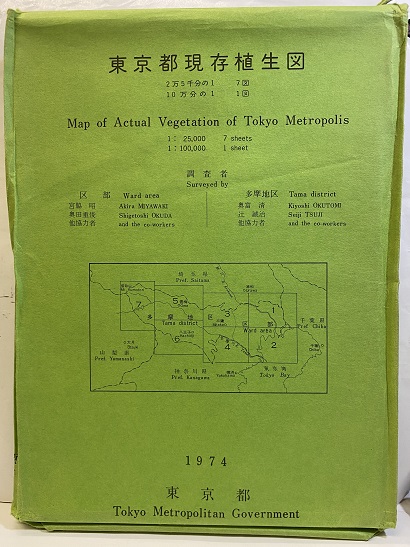 東京都現存植生図
2万5千分の1 7図
10万分の1 1図
Map of Actual Vegetation of Tokyo Metropolis
1: 25,000 7 sheets
1:100,000 1 sheet
調査者
Surveyed by
区部 Ward area 多摩地区 Tama district
宮脇 昭 Akira MIYAWAKI 奥富 清 Kiyoshi OKUTOMI
奥田重俊 Shigetoshi OKUDA 辻 誠治 Seiji TSUJI
他協力者 and the co-workers 他協力者 and the co-workers
埼玉県
Pref. Saitama
7
5
3
1
多摩地区
Tama district
区部
Ward area
千葉県
Pref. Chiba
6
4
2
山梨県
Pref. Yamanashi
神奈川県
Pref. Kanagawa
東京湾
Tokyo Bay
1974
東京都
Tokyo Metropolitan Government